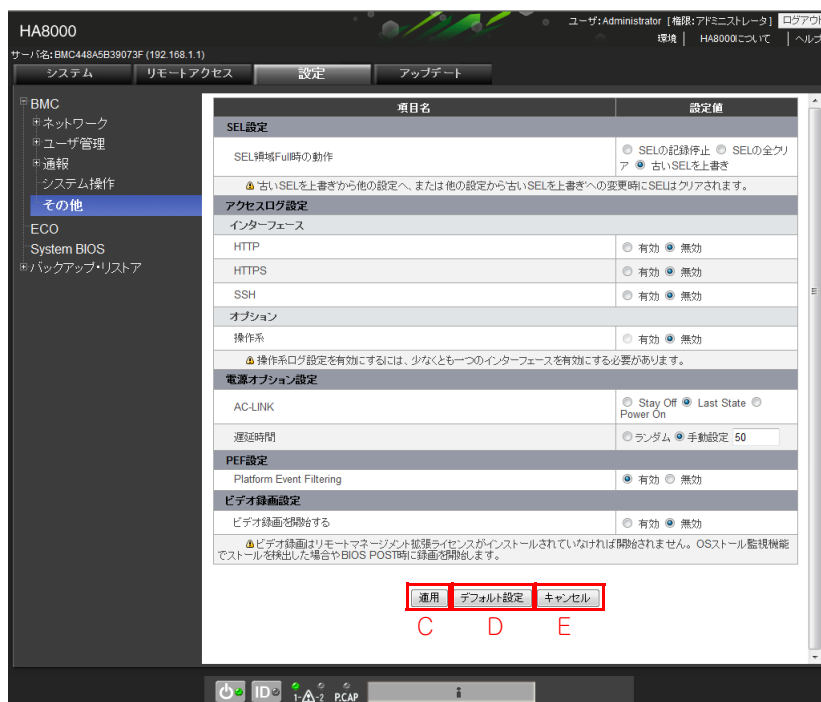 HA8000
ユーザ:Administrator [権限:アドミニストレータ] ログアウト
環境 | HA8000について | ヘルプ
サーバ名:BMC448A5B39073F (192.168.1.1)
システム リモートアクセス 設定 アップデート
BMC
ネットワーク
ユーザ管理
通報
システム操作
その他
ECO
System BIOS
バックアップ・リストア
項目名 設定値
SEL設定
SEL領域Full時の動作 SELの記録停止 SELの全クリ
ア 古いSELを上書き
古いSELを上書きから他の設定へ、または他の設定から古いSELを上書きへの変更時にSELはクリアされます。
アクセスログ設定
インターフェース
HTTP 有効 無効
HTTPS 有効 無効
SSH 有効 無効
オプション
操作系 有効 無効
操作系ログ設定を有効にするには、少なくとも一つのインターフェースを有効にする必要があります。
電源オプション設定
AC-LINK Stay Off Last State
Power On
遅延時間 ランダム 手動設定 50
PEF設定
Platform Event Filtering 有効 無効
ビデオ録画設定
ビデオ録画を開始する 有効 無効
ビデオ録画はリモートマネージメント拡張ライセンスがインストールされていなければ開始されません。OSストール監視機能
でストールを検出した場合やBIOS POST時に録画を開始します。
適用 デフォルト設定 キャンセル
C D E
ID 1-2 P.CAP i